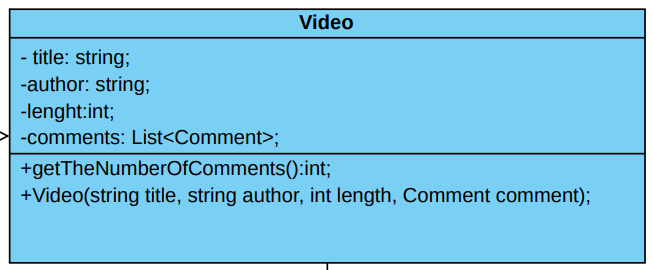 Video
- title: string;
-author: string;
-lenght:int;
-comments: List<Comment>;
+getTheNumberOfComments():int;
+Video(string title, string author, int length, Comment comment);